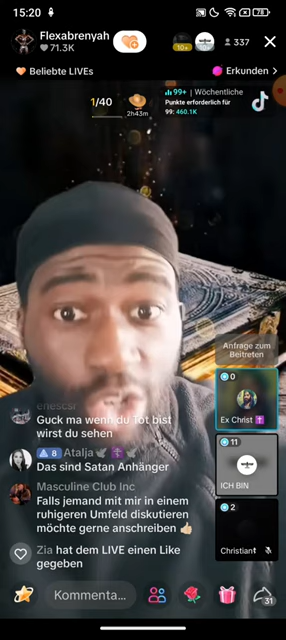 15:20
78
Flexabrenyah
71.3K
10+
10+
337
Beliebte LIVEs
Erkunden >
1/40
2h43m
99+ | Wöchentliche
Punkte erforderlich für
99: 460.1K
Anfrage zum
Beitreten
0
Ex Christ
11
ICH BIN
2
Christian
Guck ma wenn du Tot bist
wirst du sehen
8 Atalja
Das sind Satan Anhänger
Masculine Club Inc
Falls jemand mit mir in einem
ruhigeren Umfeld diskutieren
möchte gerne anschreiben
Zia hat dem LIVE einen Like
gegeben
Kommenta...
31